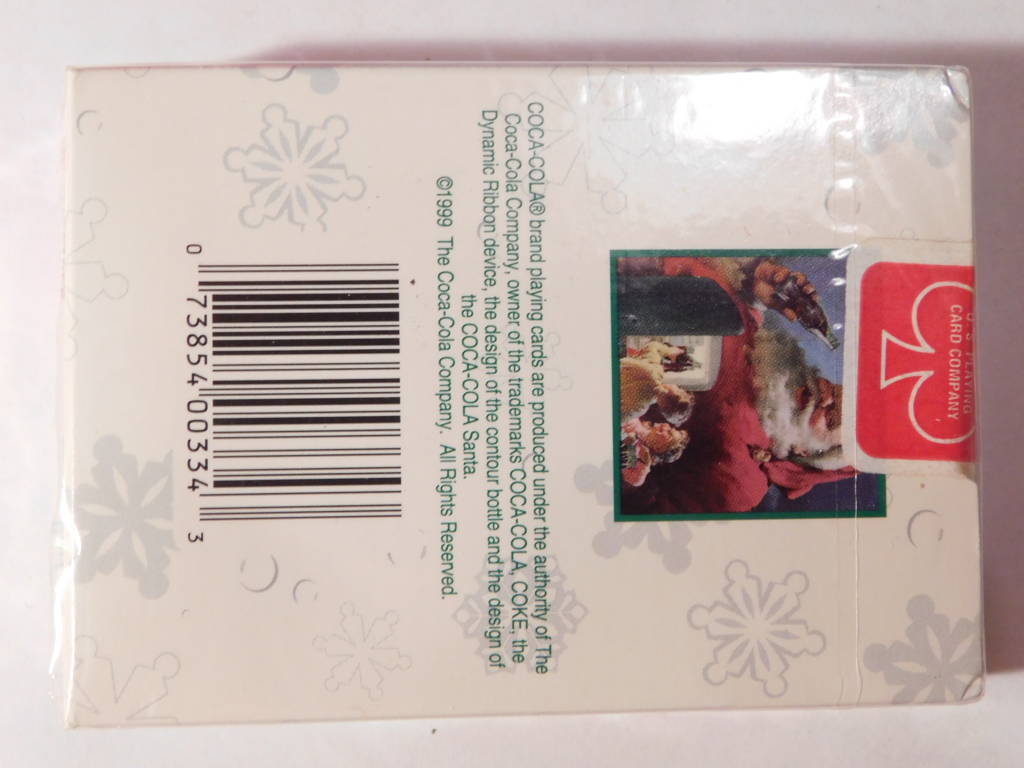 U.S. PLAYING
CARD COMPANY
COCA-COLA® brand playing cards are produced under the authority of The
Coca-Cola Company, owner of the trademarks COCA-COLA, COKE, the
Dynamic Ribbon device, the design of the contour bottle and the design of
the COCA-COLA Santa.
©1999 The Coca-Cola Company. All Rights Reserved.
0 73854 00334 3